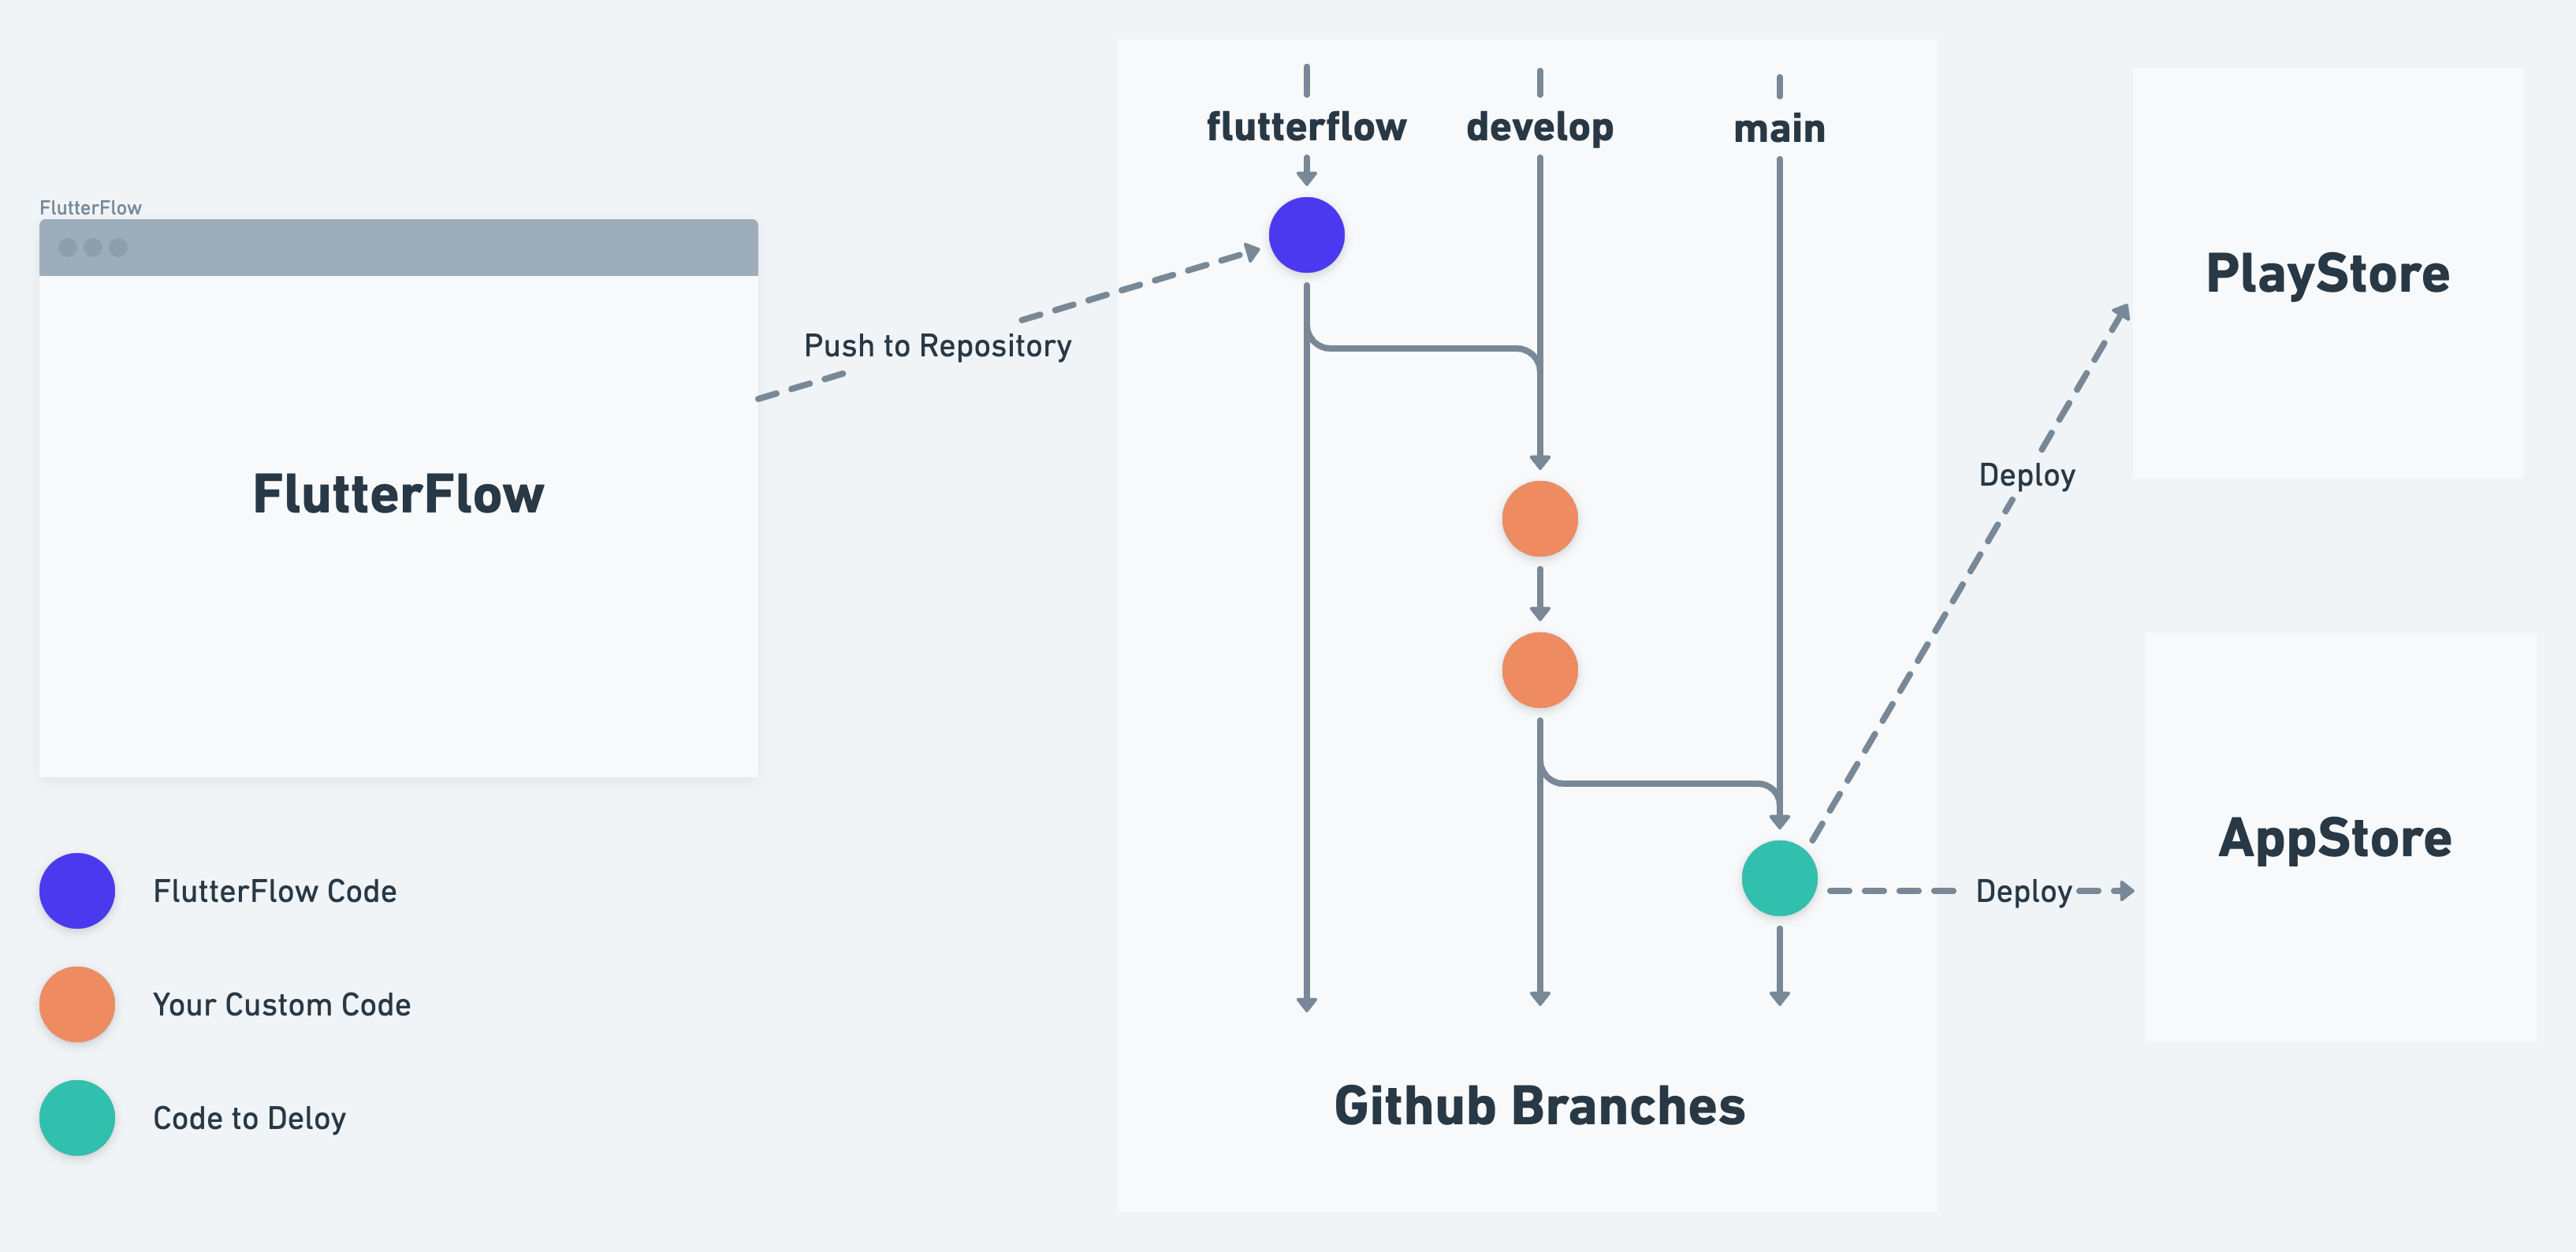 FlutterFlow
FlutterFlow
Push to Repository
FlutterFlow Code
Your Custom Code
Code to Deloy
flutterflow
develop
main
Github Branches
Deploy
Deploy
PlayStore
AppStore